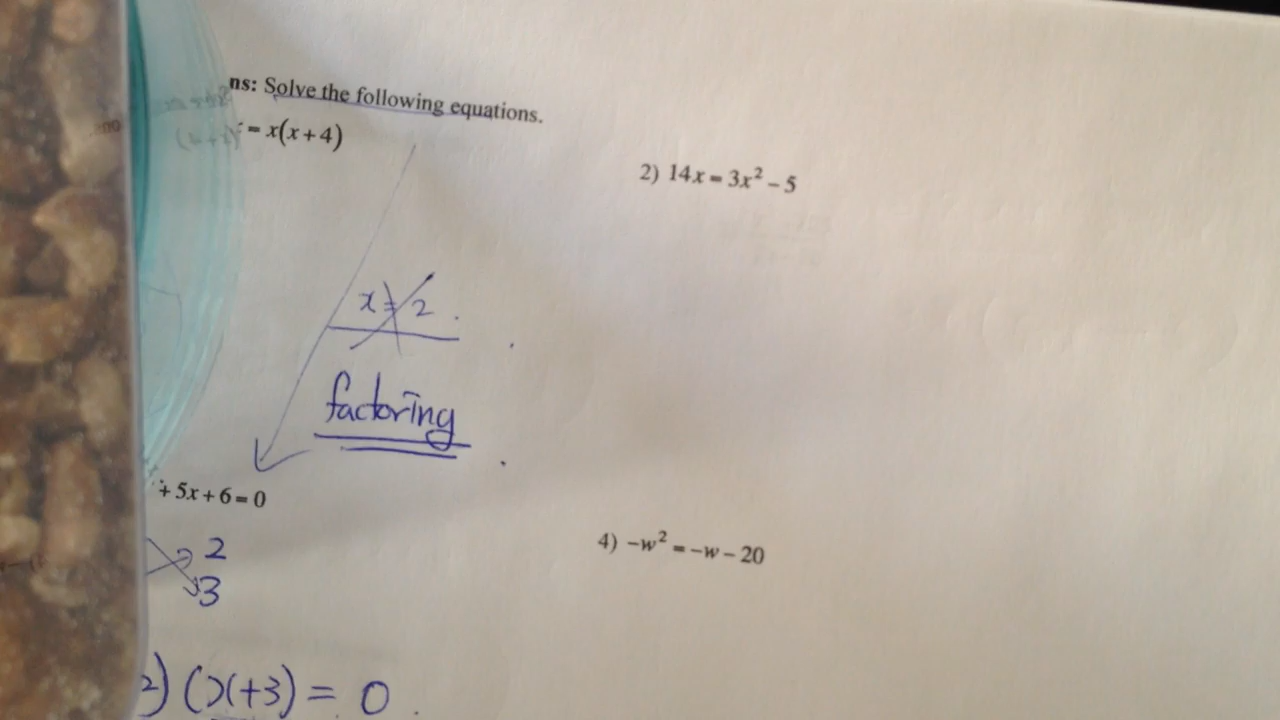 ns: Solve the following equations.
= x(x+4)
2) 14x = 3x² - 5
x = 2 .
factoring
+ 5x + 6 = 0
4) -w² = -w - 20
2
3
2) (x+3) = 0 .